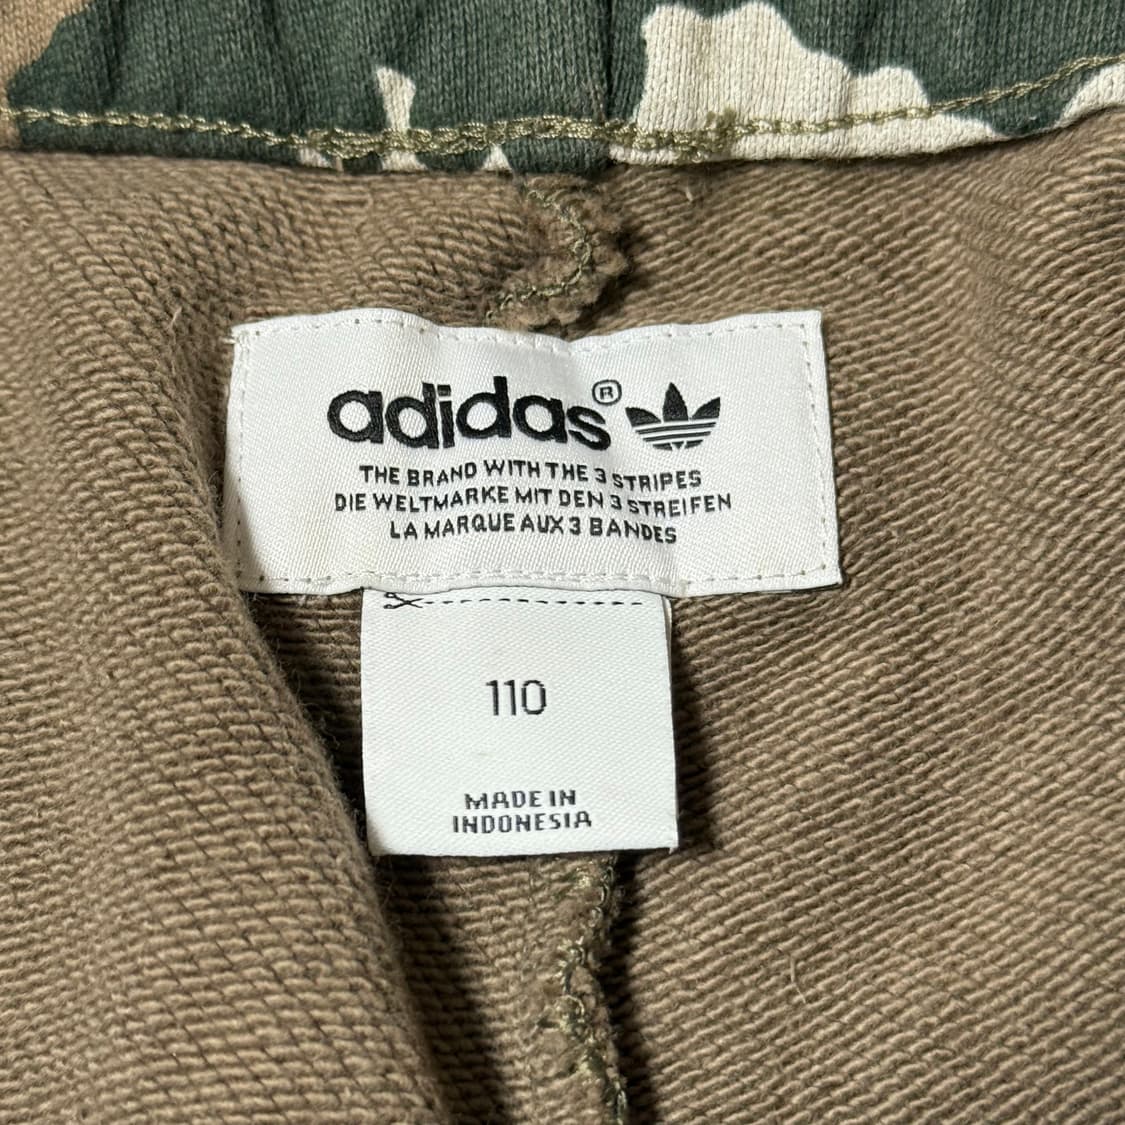 adidas®
THE BRAND WITH THE 3 STRIPES
DIE WELTMARKE MIT DEN 3 STREIFEN
LA MARQUE AUX 3 BANDES
110
MADE IN
INDONESIA